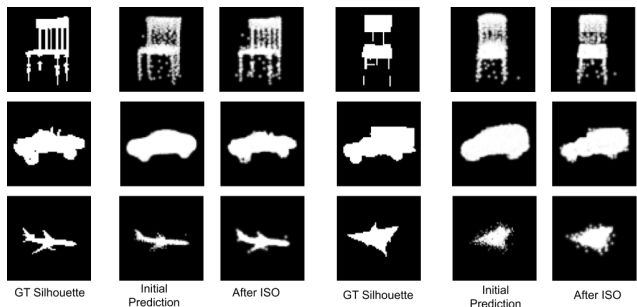 GT Silhouette
Initial
Prediction
After ISO
GT Silhouette
Initial
Prediction
After ISO